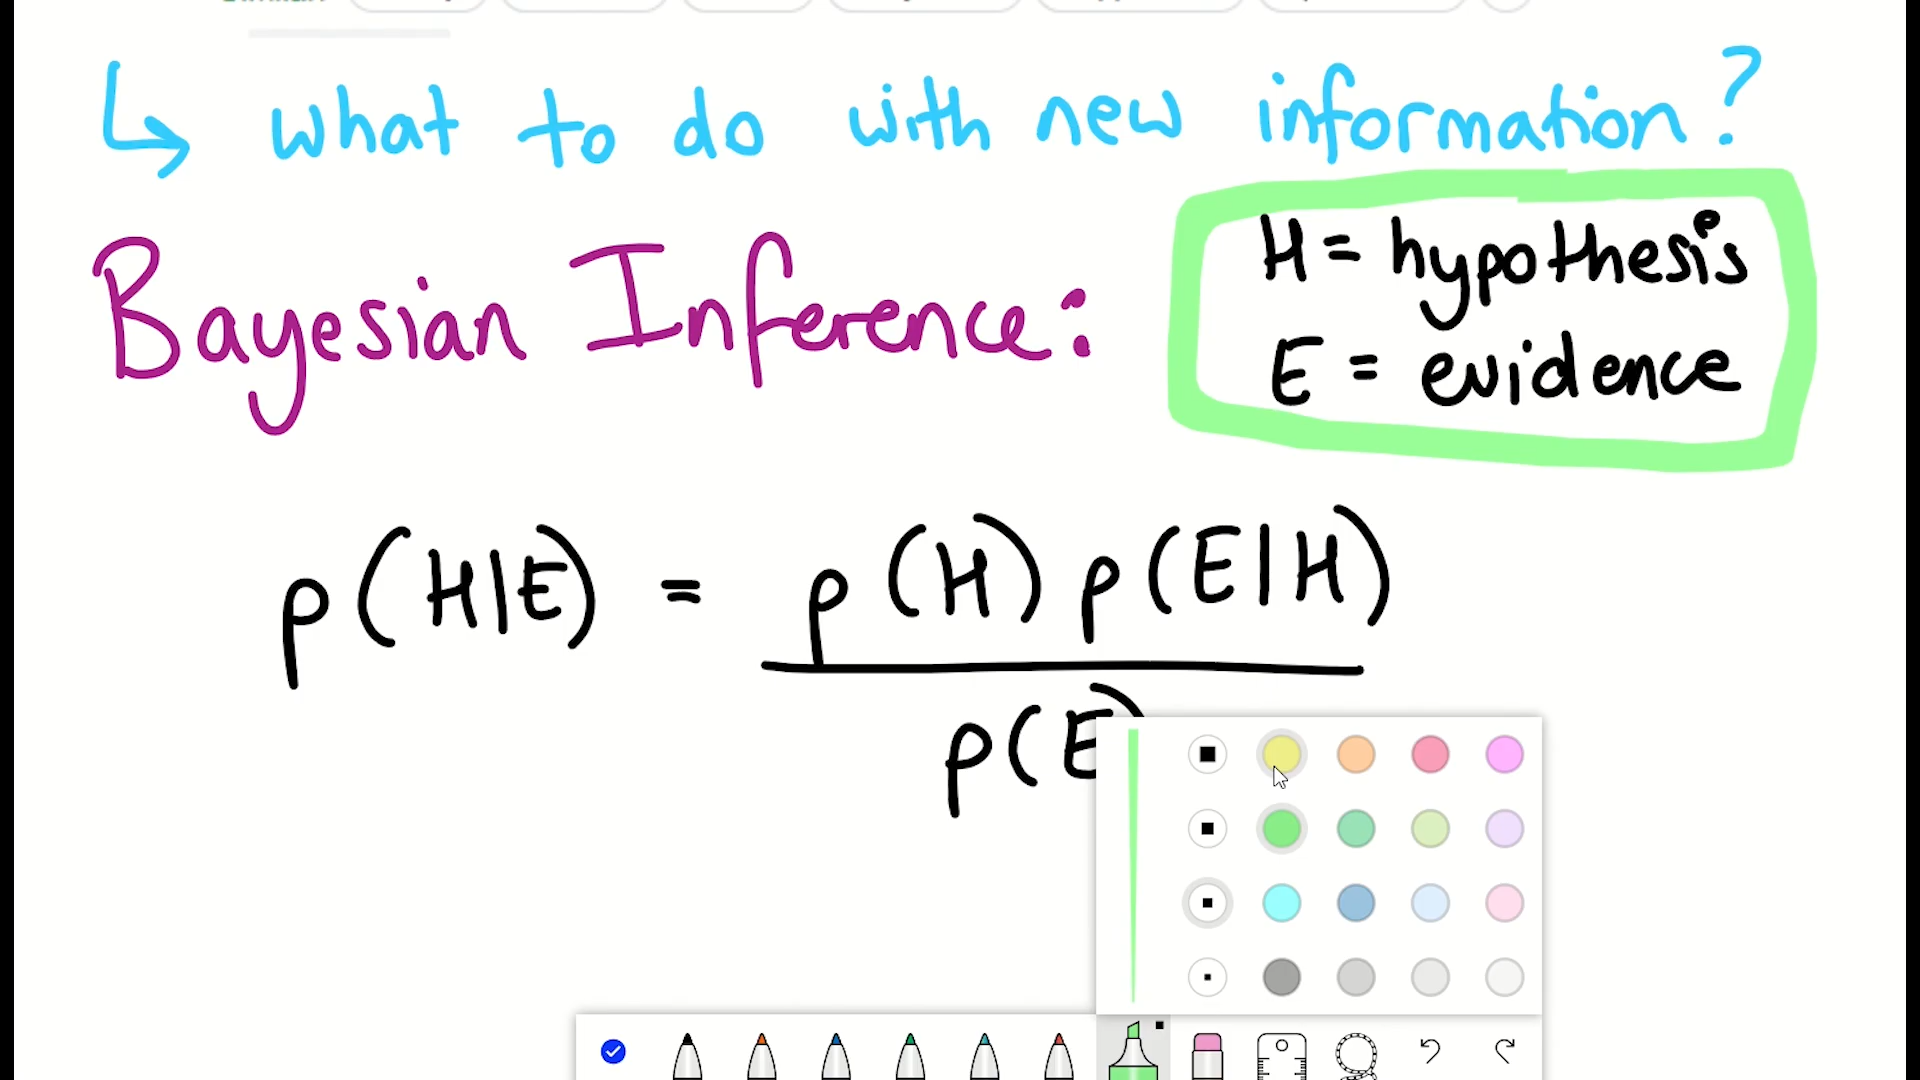 ↳ what to do with new information?
Bayesian Inference:
H = hypothesis
E = evidence
p(H|E) = p(H) p(E|H)
p(E)